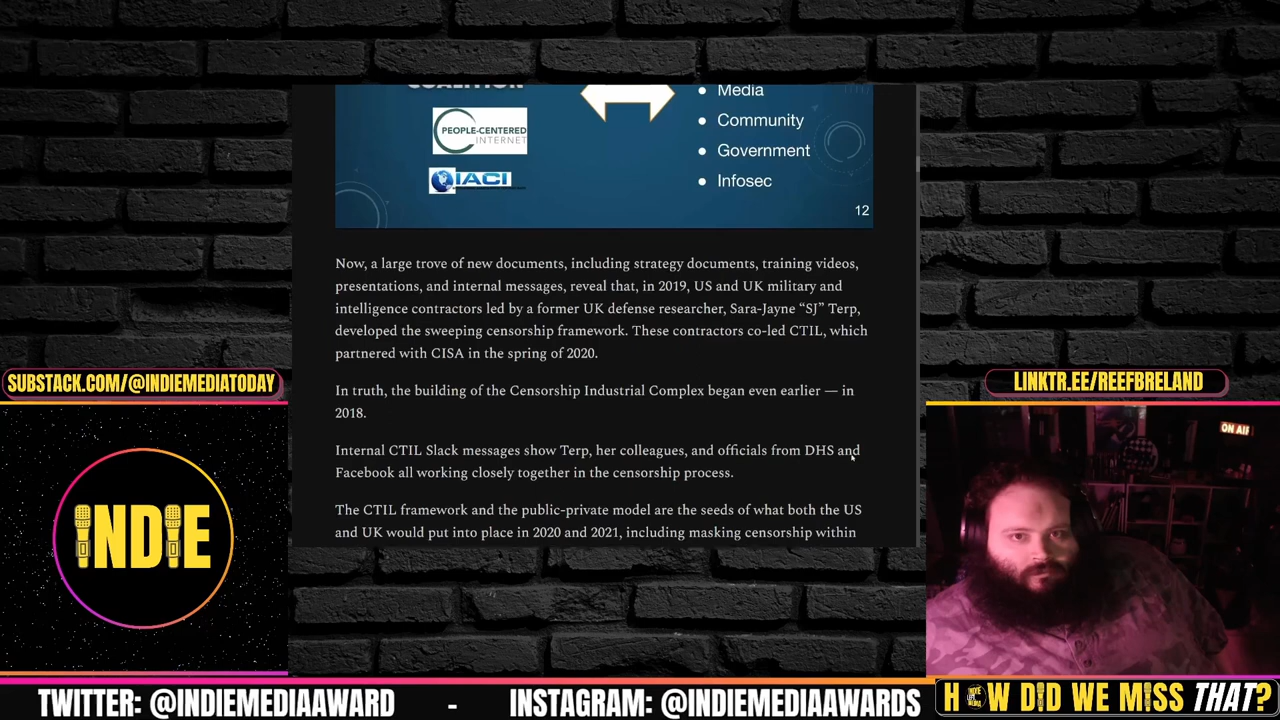 COALITION
PEOPLE-CENTERED
INTERNET
IACI
• Media
• Community
• Government
• Infosec
12
Now, a large trove of new documents, including strategy documents, training videos,
presentations, and internal messages, reveal that, in 2019, US and UK military and
intelligence contractors led by a former UK defense researcher, Sara-Jayne “SJ” Terp,
developed the sweeping censorship framework. These contractors co-led CTIL, which
partnered with CISA in the spring of 2020.
In truth, the building of the Censorship Industrial Complex began even earlier — in
2018.
Internal CTIL Slack messages show Terp, her colleagues, and officials from DHS and
Facebook all working closely together in the censorship process.
The CTIL framework and the public-private model are the seeds of what both the US
and UK would put into place in 2020 and 2021, including masking censorship within
SUBSTACK.COM/@INDIEMEDIATODAY
INDIE
LINKTR.EE/REEFBRELAND
ON AIR
TWITTER: @INDIEMEDIAAWARD - INSTAGRAM: @INDIEMEDIAAWARDS
HOW DID WE MISS THAT?